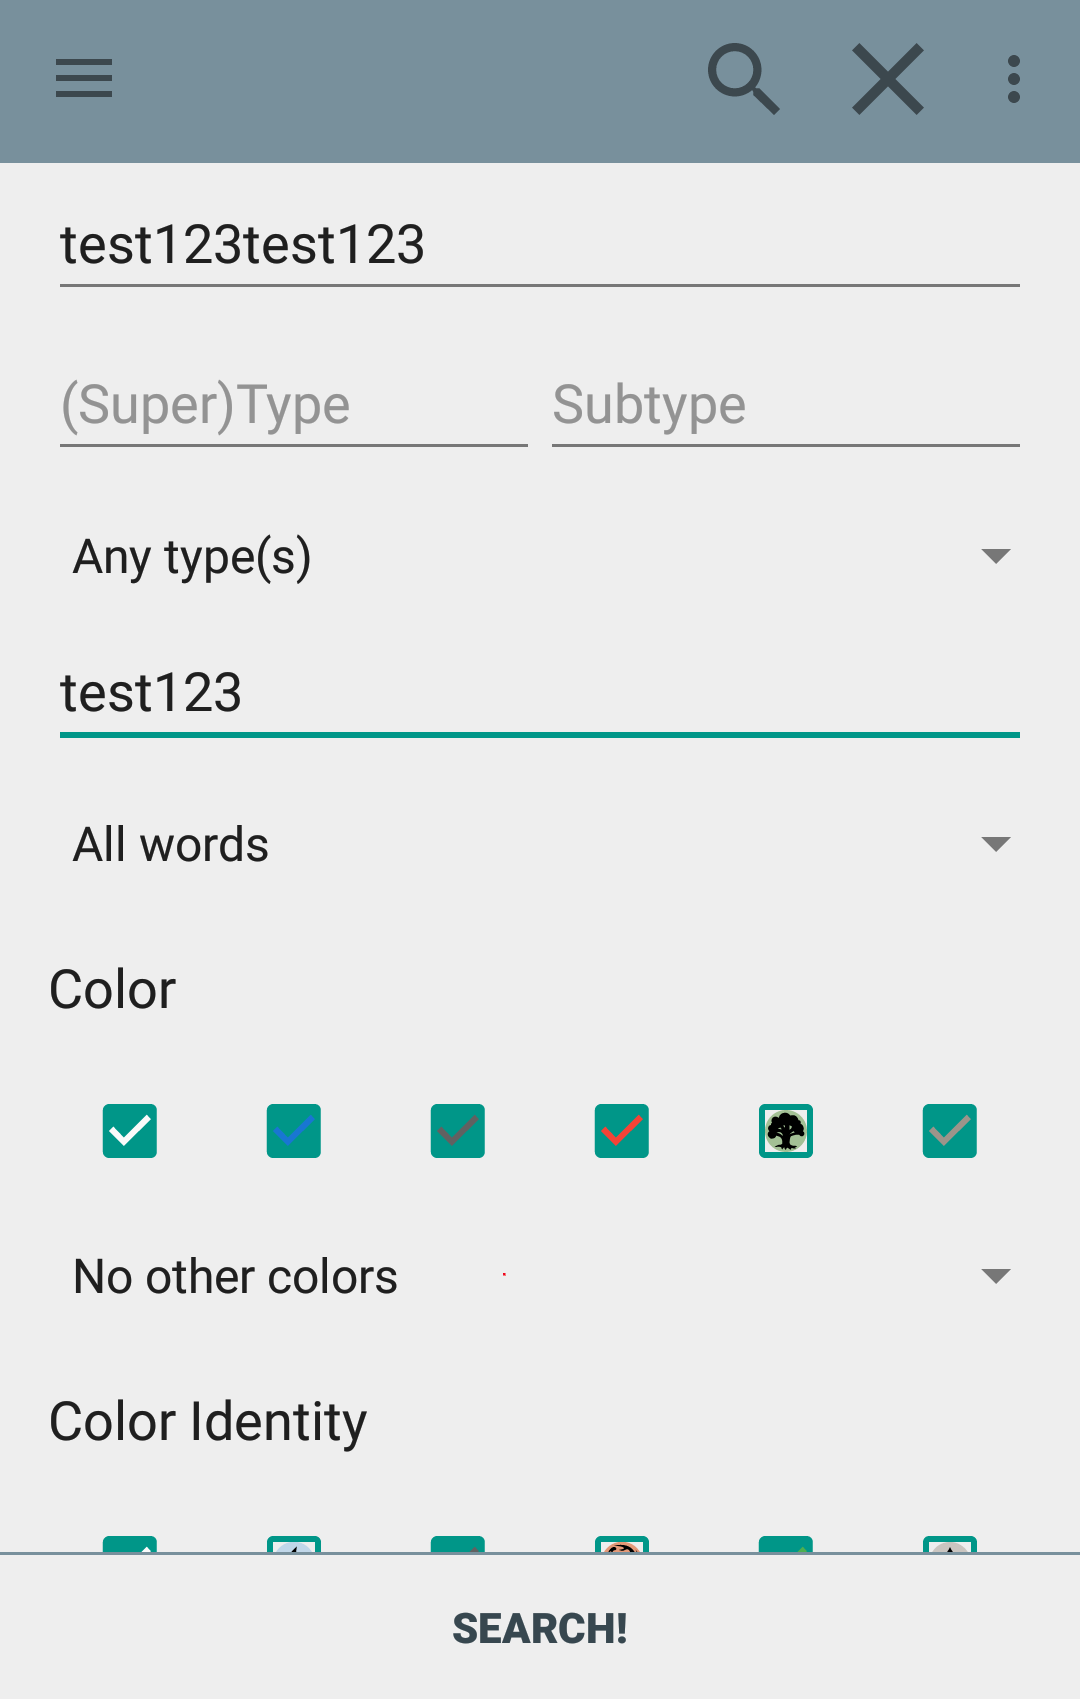 test123test123
(Super)Type Subtype
Any type(s)
test123
All words
Color
No other colors
Color Identity
SEARCH!